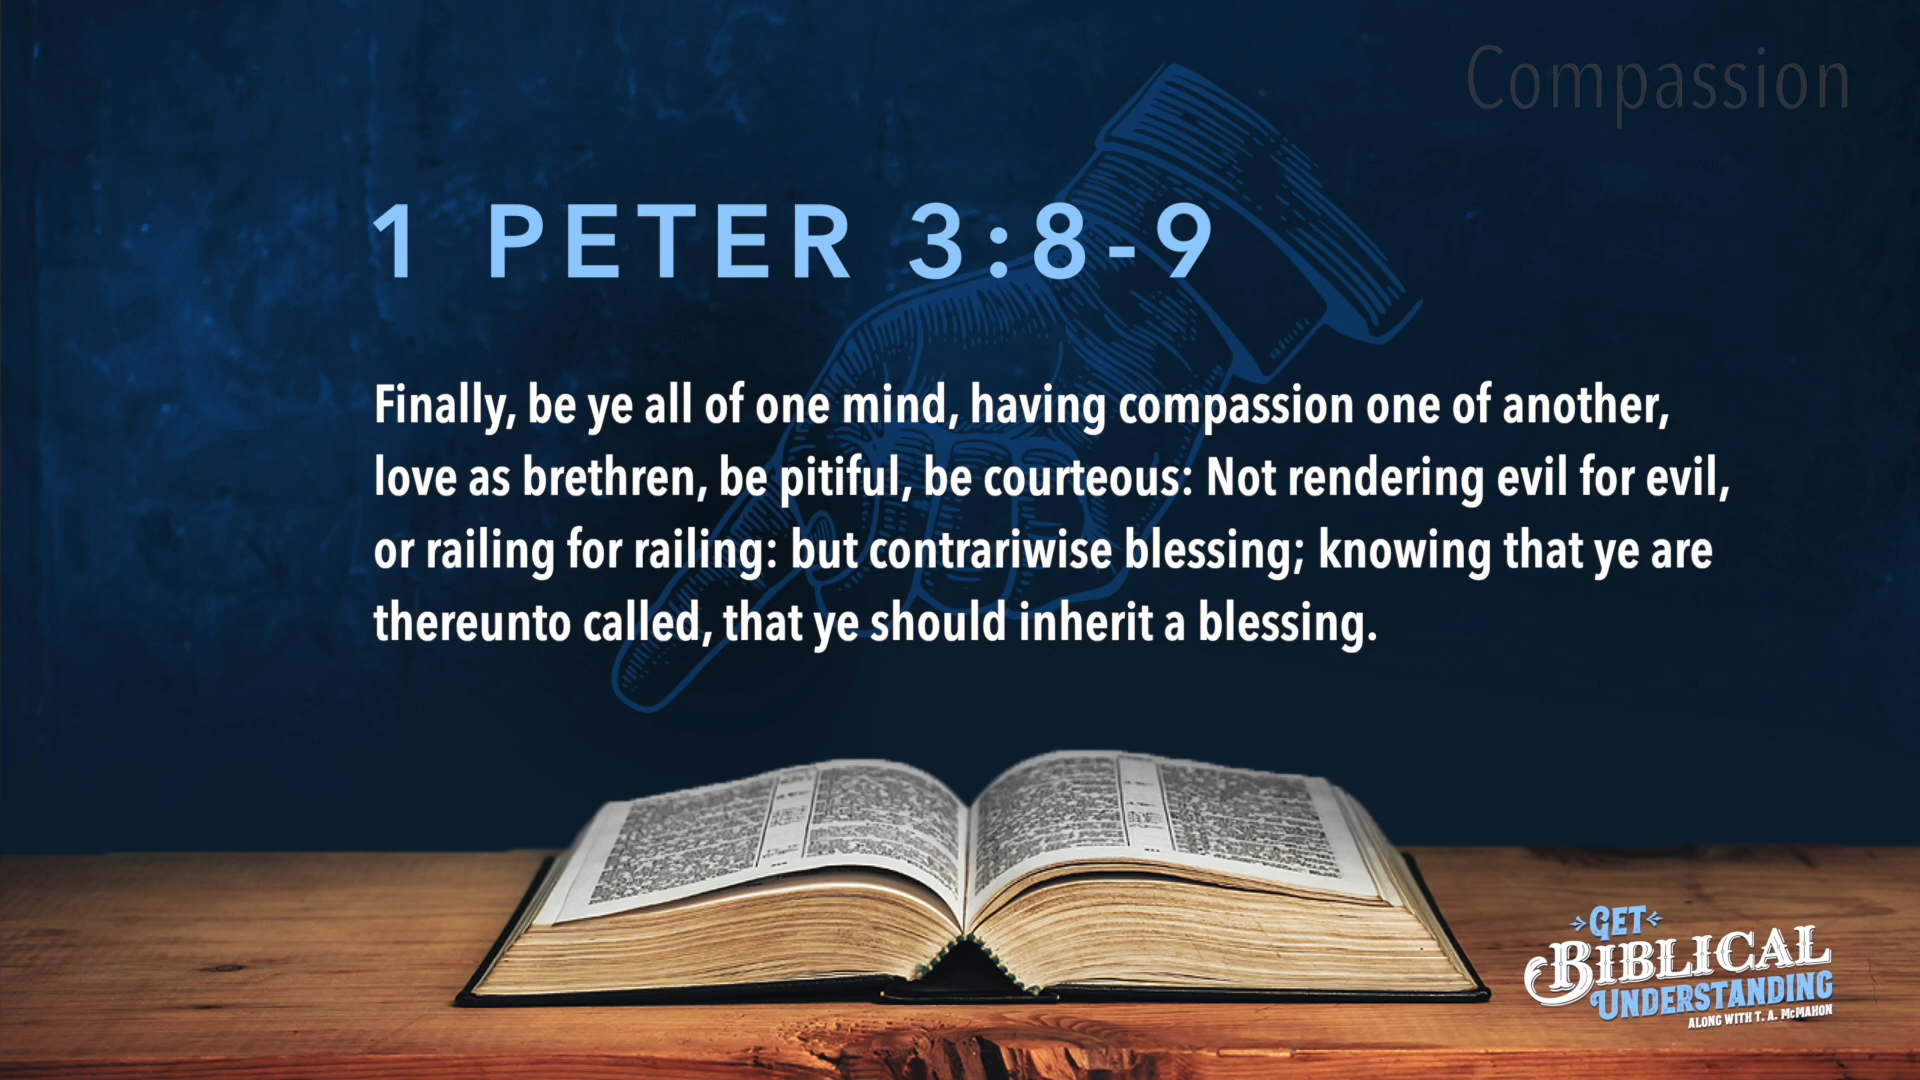 Compassion
1 PETER 3:8-9
Finally, be ye all of one mind, having compassion one of another,
love as brethren, be pitiful, be courteous: Not rendering evil for evil,
or railing for railing: but contrariwise blessing; knowing that ye are
thereunto called, that ye should inherit a blessing.
GET
BIBLICAL
UNDERSTANDING
ALONG WITH T. A. McMAHON